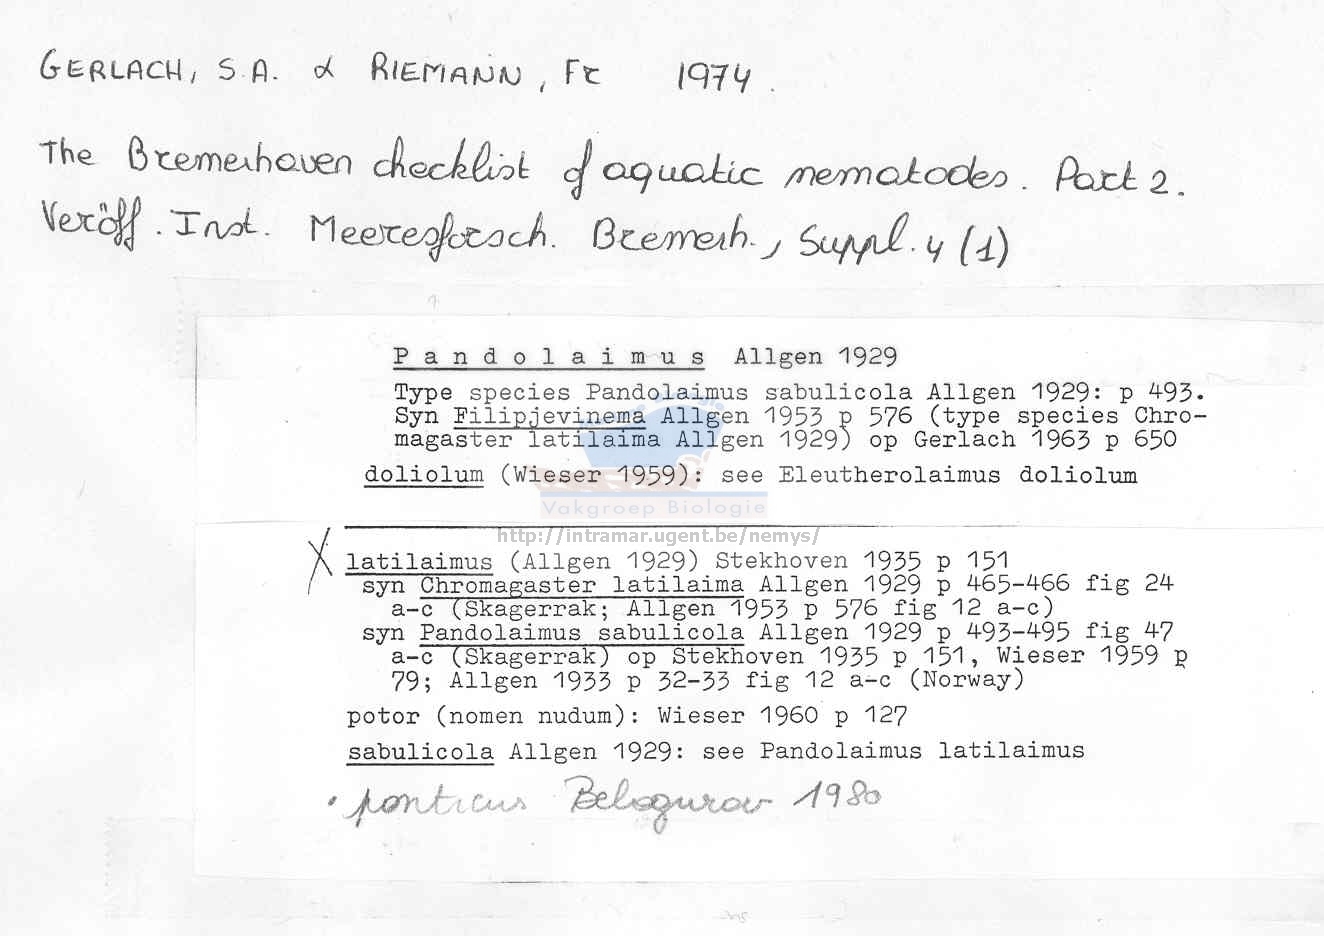 GERLACH, S.A. & RIEMANN, Fr 1974.
The Bremerhaven checklist of aquatic nematodes. Part 2.
Veröff. Inst. Meeresforsch. Bremerh., Suppl. 4 (1)
Pandolaimus Allgen 1929
Type species Pandolaimus sabulicola Allgen 1929: p 493.
Syn Filipjevinema Allgen 1953 p 576 (type species Chro-
magaster latilaima Allgen 1929) op Gerlach 1963 p 650
doliolum (Wieser 1959): see Eleutherolaimus doliolum
Vakgroep Biologie
http://intramar.ugent.be/nemys/
X latilaimus (Allgen 1929) Stekhoven 1935 p 151
syn Chromagaster latilaima Allgen 1929 p 465-466 fig 24
a-c (Skagerrak; Allgen 1953 p 576 fig 12 a-c)
syn Pandolaimus sabulicola Allgen 1929 p 493-495 fig 47
a-c (Skagerrak) op Stekhoven 1935 p 151, Wieser 1959 p
79; Allgen 1933 p 32-33 fig 12 a-c (Norway)
potor (nomen nudum): Wieser 1960 p 127
sabulicola Allgen 1929: see Pandolaimus latilaimus
• ponticus Belogurov 1980